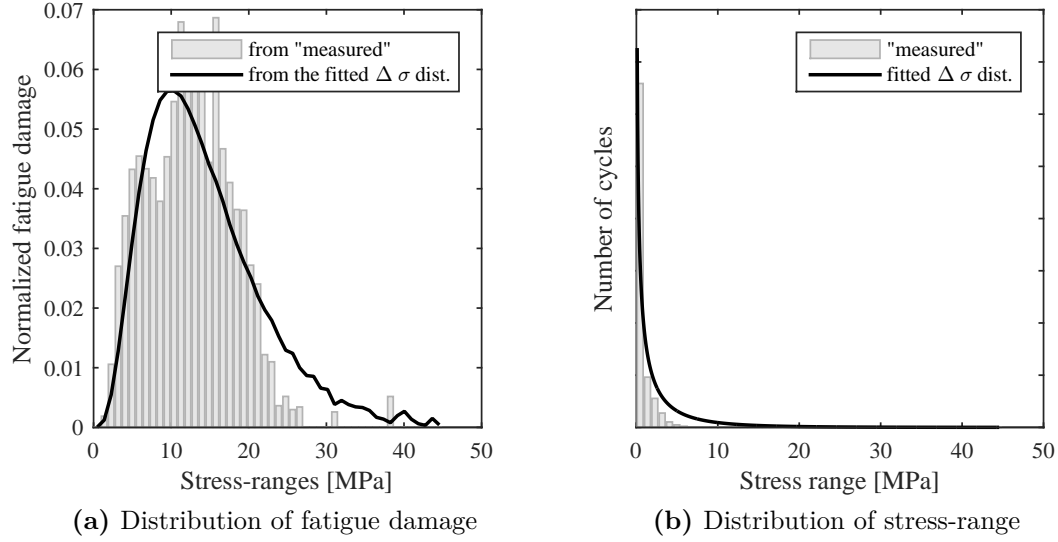 0.07
0.06
0.05
0.04
0.03
0.02
0.01
0
Normalized fatigue damage
from "measured"
from the fitted Δ σ dist.
0 10 20 30 40 50
Stress-ranges [MPa]
(a) Distribution of fatigue damage
Number of cycles
"measured"
fitted Δ σ dist.
0 10 20 30 40 50
Stress range [MPa]
(b) Distribution of stress-range